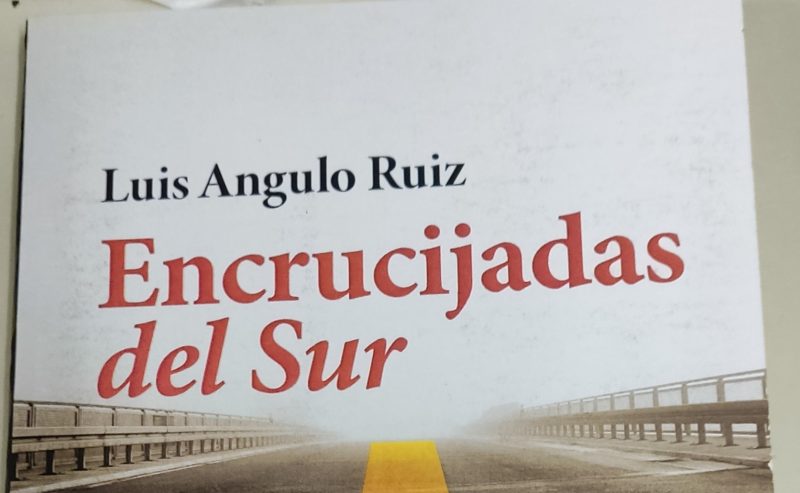 Luis Angulo Ruiz
Encrucijadas
del Sur